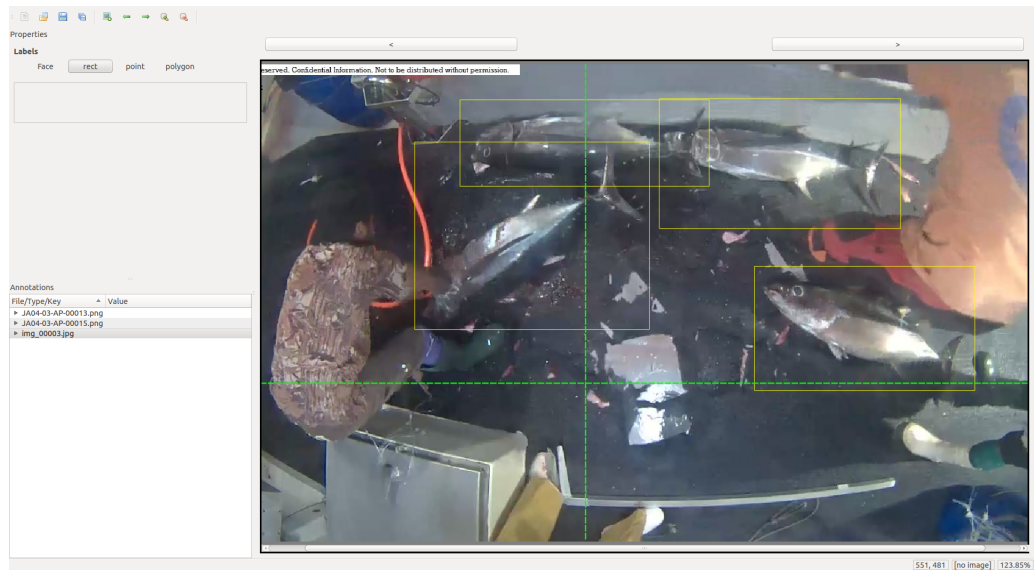 Properties
Labels
Face rect point polygon
< >
eserved. Confidential Information. Not to be distributed without permission.
Annotations
File/Type/Key Value
JA04-03-AP-00013.png
JA04-03-AP-00015.png
img_00003.jpg
551, 481 [no image] 123.85%